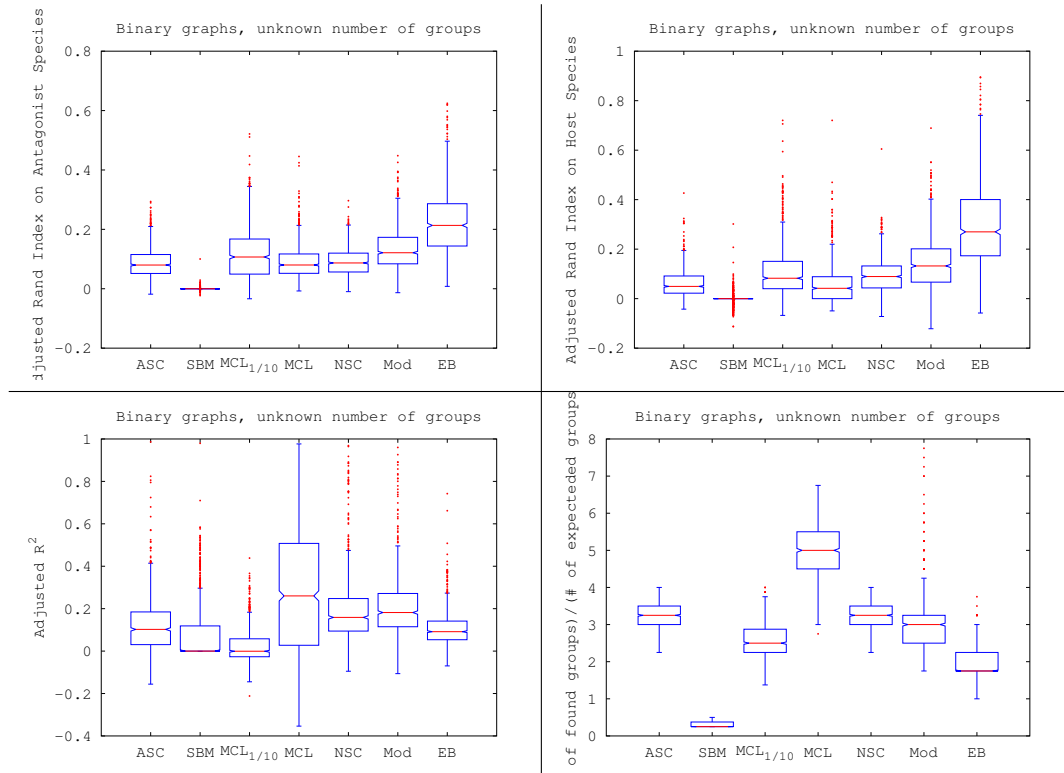 Binary graphs, unknown number of groups
djusted Rand Index on Antagonist Species
0.8
0.6
0.4
0.2
0
-0.2
ASC SBM MCL1/10 MCL NSC Mod EB
Binary graphs, unknown number of groups
Adjusted Rand Index on Host Species
1
0.8
0.6
0.4
0.2
0
-0.2
ASC SBM MCL1/10 MCL NSC Mod EB
Binary graphs, unknown number of groups
Adjusted R2
1
0.8
0.6
0.4
0.2
0
-0.2
-0.4
ASC SBM MCL1/10 MCL NSC Mod EB
Binary graphs, unknown number of groups
of found groups)/(# of expecteded groups
8
7
6
5
4
3
2
1
0
ASC SBM MCL1/10 MCL NSC Mod EB